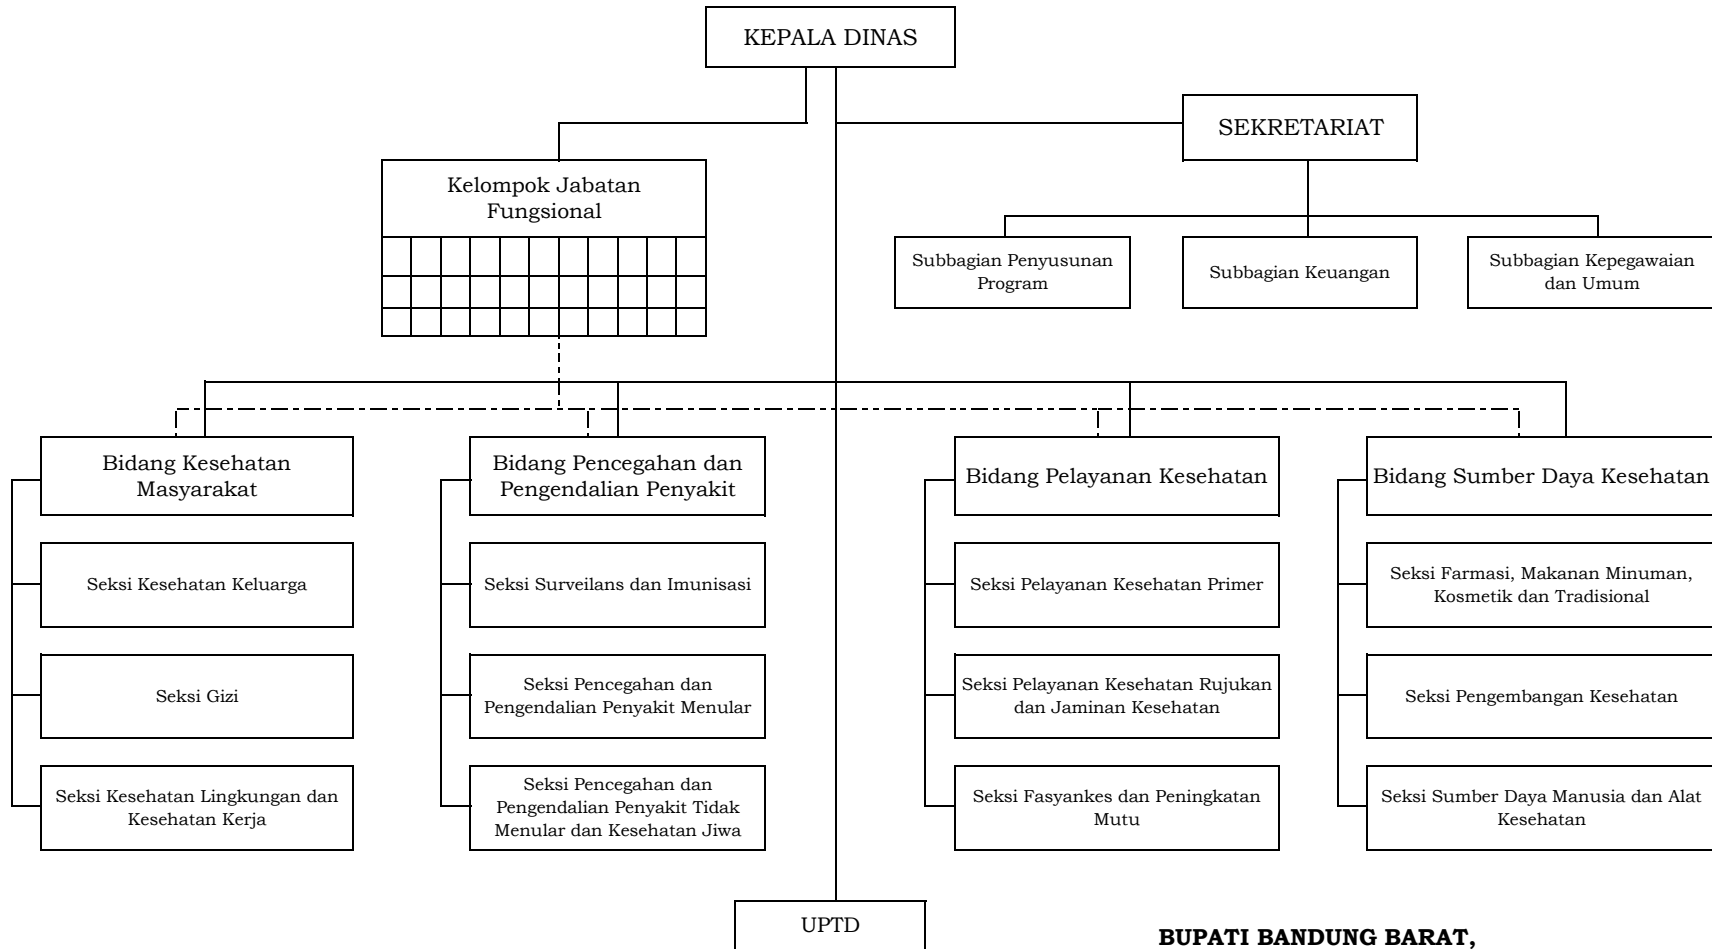 KEPALA DINAS
SEKRETARIAT
Kelompok Jabatan
Fungsional
Subbagian Penyusunan
Program
Subbagian Keuangan
Subbagian Kepegawaian
dan Umum
Bidang Kesehatan
Masyarakat
Bidang Pencegahan dan
Pengendalian Penyakit
Bidang Pelayanan Kesehatan
Bidang Sumber Daya Kesehatan
Seksi Kesehatan Keluarga
Seksi Surveilans dan Imunisasi
Seksi Pelayanan Kesehatan Primer
Seksi Farmasi, Makanan Minuman,
Kosmetik dan Tradisional
Seksi Gizi
Seksi Pencegahan dan
Pengendalian Penyakit Menular
Seksi Pelayanan Kesehatan Rujukan
dan Jaminan Kesehatan
Seksi Pengembangan Kesehatan
Seksi Kesehatan Lingkungan dan
Kesehatan Kerja
Seksi Pencegahan dan
Pengendalian Penyakit Tidak
Menular dan Kesehatan Jiwa
Seksi Fasyankes dan Peningkatan
Mutu
Seksi Sumber Daya Manusia dan Alat
Kesehatan
UPTD
BUPATI BANDUNG BARAT,